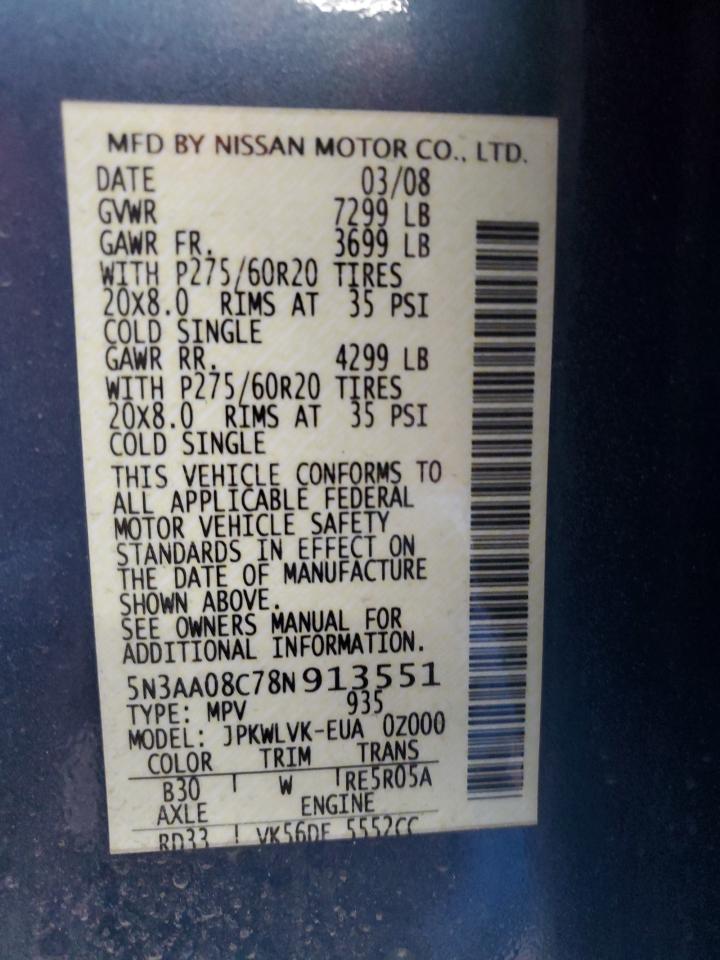 MFD BY NISSAN MOTOR CO., LTD.
DATE 03/08
GVWR 7299 LB
GAWR FR. 3699 LB
WITH P275/60R20 TIRES
20X8.0 RIMS AT 35 PSI
COLD SINGLE
GAWR RR. 4299 LB
WITH P275/60R20 TIRES
20X8.0 RIMS AT 35 PSI
COLD SINGLE
THIS VEHICLE CONFORMS TO
ALL APPLICABLE FEDERAL
MOTOR VEHICLE SAFETY
STANDARDS IN EFFECT ON
THE DATE OF MANUFACTURE
SHOWN ABOVE.
SEE OWNERS MANUAL FOR
ADDITIONAL INFORMATION.
5N3AA08C78N913551
TYPE: MPV 935
MODEL: JPKWLVK-EUA 0Z000
COLOR TRIM TRANS
B30 W RE5R05A
AXLE ENGINE
RD33 VK56DE 5552CC